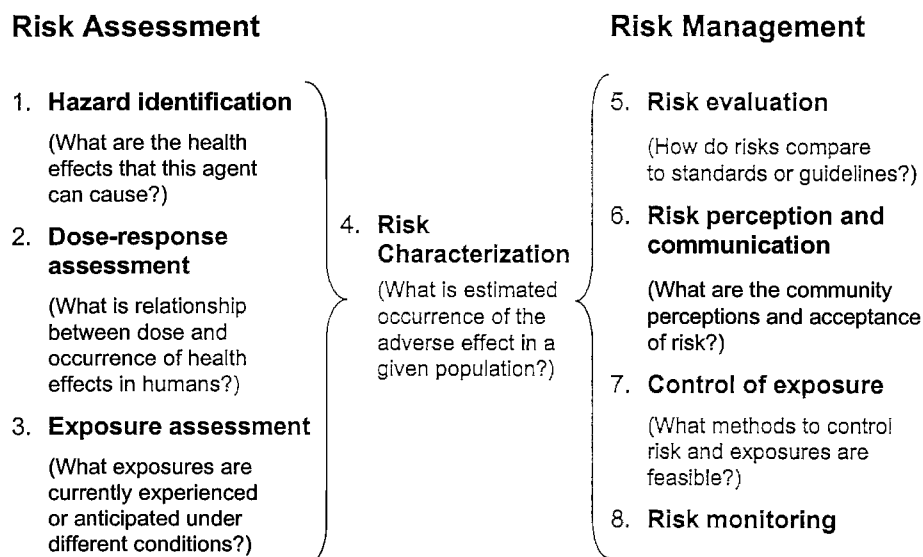 Risk Assessment
1. Hazard identification
(What are the health
effects that this agent
can cause?)
2. Dose-response
assessment
(What is relationship
between dose and
occurrence of health
effects in humans?)
3. Exposure assessment
(What exposures are
currently experienced
or anticipated under
different conditions?)
4. Risk
Characterization
(What is estimated
occurrence of the
adverse effect in a
given population?)
Risk Management
5. Risk evaluation
(How do risks compare
to standards or guidelines?)
6. Risk perception and
communication
(What are the community
perceptions and acceptance
of risk?)
7. Control of exposure
(What methods to control
risk and exposures are
feasible?)
8. Risk monitoring